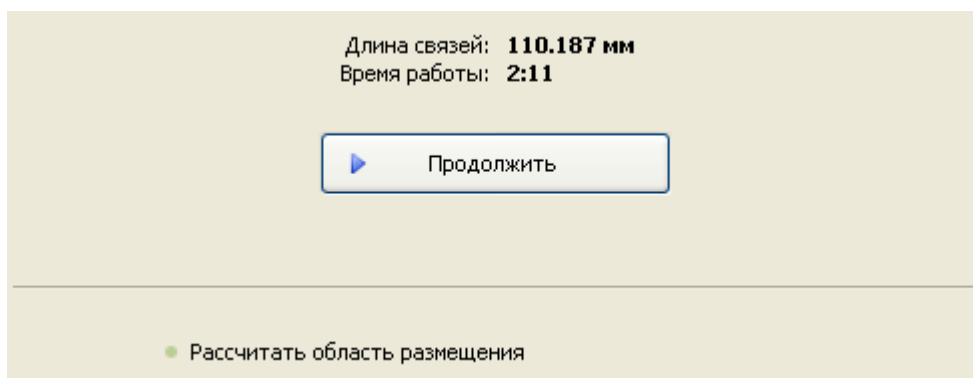 Длина связей: 110.187 мм
Время работы: 2:11
Продолжить
Рассчитать область размещения